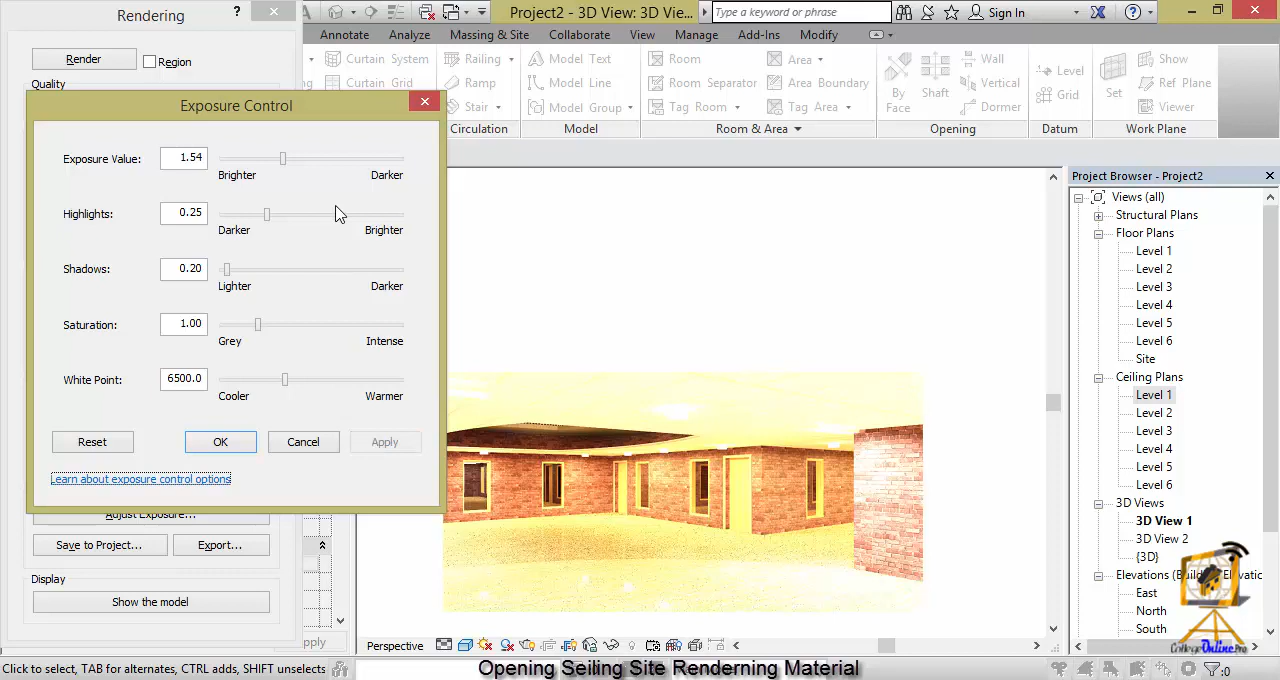 Rendering
?
Project2 - 3D View: 3D Vie...
Type a keyword or phrase
Sign In
Annotate
Analyze
Massing & Site
Collaborate
View
Manage
Add-Ins
Modify
Render
Region
Quality
Curtain System
Curtain Grid
Railing
Ramp
Stair
Circulation
Model Text
Model Line
Model Group
Model
Room
Room Separator
Tag Room
Area
Area Boundary
Tag Area
Room & Area
By Face
Shaft
Wall
Vertical
Dormer
Opening
Level
Grid
Datum
Set
Show
Ref Plane
Viewer
Work Plane
Exposure Control
Exposure Value: 1.54
Brighter Darker
Highlights: 0.25
Darker Brighter
Shadows: 0.20
Lighter Darker
Saturation: 1.00
Grey Intense
White Point: 6500.0
Cooler Warmer
Reset OK Cancel Apply
Learn about exposure control options
Adjust Exposure...
Save to Project... Export...
Display
Show the model
Project Browser - Project2
Views (all)
Structural Plans
Floor Plans
Level 1
Level 2
Level 3
Level 4
Level 5
Level 6
Site
Ceiling Plans
Level 1
Level 2
Level 3
Level 4
Level 5
Level 6
3D Views
3D View 1
3D View 2
{3D}
Elevations (Buil Elevatic
East
North
South
CollegeOnline.Pro
Perspective
Click to select, TAB for alternates, CTRL adds, SHIFT unselects
Opening Seiling Site Rendernig Material
:0